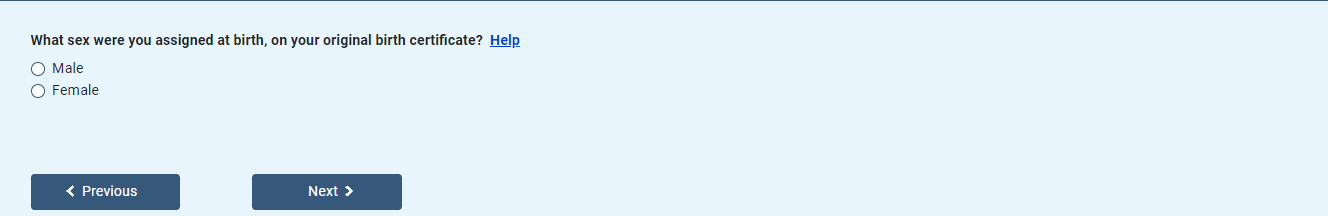 What sex were you assigned at birth, on your original birth certificate? Help
Male
Female
Previous
Next